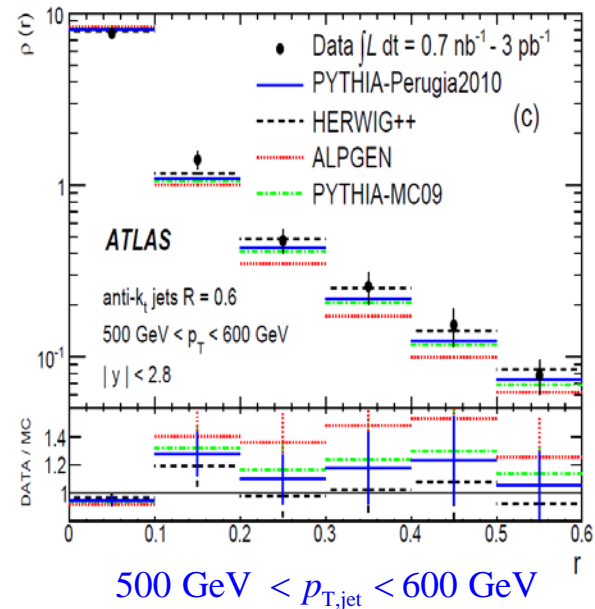 ρ (r)
10
1
10⁻¹
Data ∫L dt = 0.7 nb⁻¹ - 3 pb⁻¹
PYTHIA-Perugia2010
HERWIG++
(c)
ALPGEN
PYTHIA-MC09
ATLAS
anti-kₜ jets R = 0.6
500 GeV < p_T < 600 GeV
| y | < 2.8
DATA / MC
1.4
1.2
1
0 0.1 0.2 0.3 0.4 0.5 0.6
r
500 GeV < p_T,jet < 600 GeV